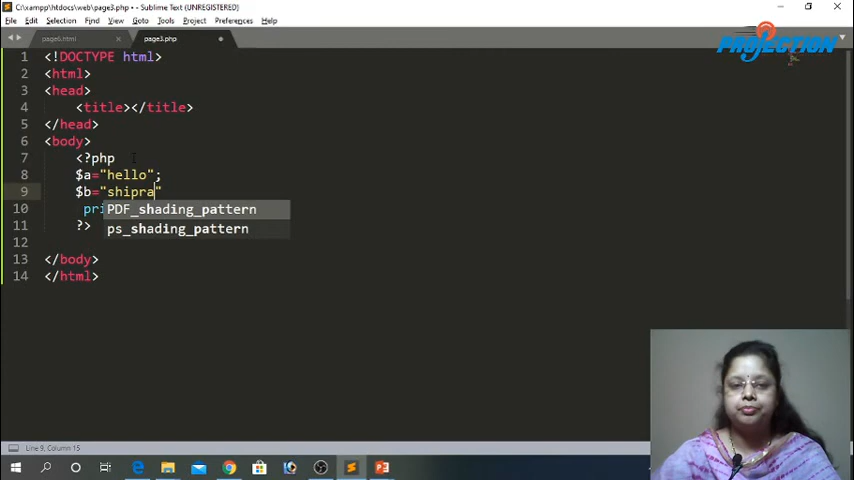 C:\xampp\htdocs\web\page3.php • - Sublime Text (UNREGISTERED)
File Edit Selection Find View Goto Tools Project Preferences Help
page6.html page3.php
PROJECTION
1 <!DOCTYPE html>
2 <html>
3 <head>
4 <title></title>
5 </head>
6 <body>
7 <?php
8 $a="hello";
9 $b="shipra"
10 pri
PDF_shading_pattern
11 ?>
ps_shading_pattern
12
13 </body>
14 </html>
Line 9, Column 15